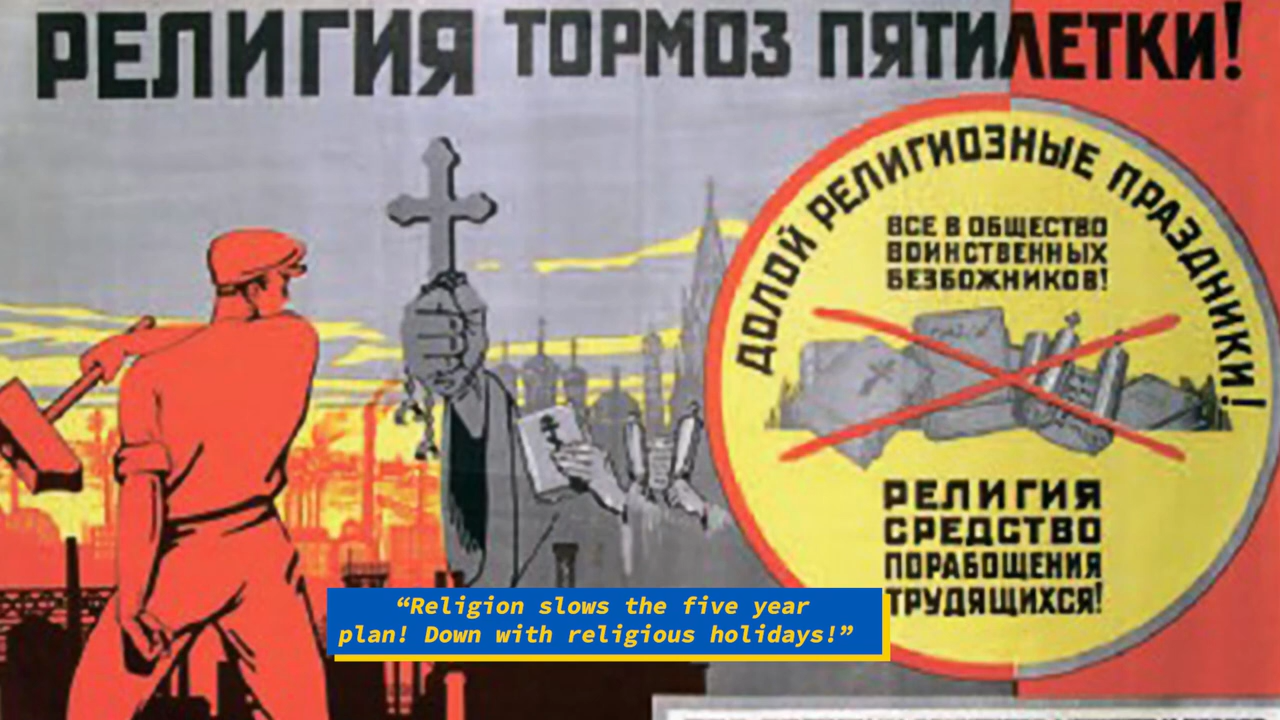 РЕЛИГИЯ ТОРМОЗ ПЯТИЛЕТКИ!
ДОЛОЙ РЕЛИГИОЗНЫЕ ПРАЗДНИКИ!
ВСЕ В ОБЩЕСТВО
ВОИНСТВЕННЫХ
БЕЗБОЖНИКОВ!
РЕЛИГИЯ
СРЕДСТВО
ПОРАБОЩЕНИЯ
ТРУДЯЩИХСЯ!
“Religion slows the five year
plan! Down with religious holidays!”